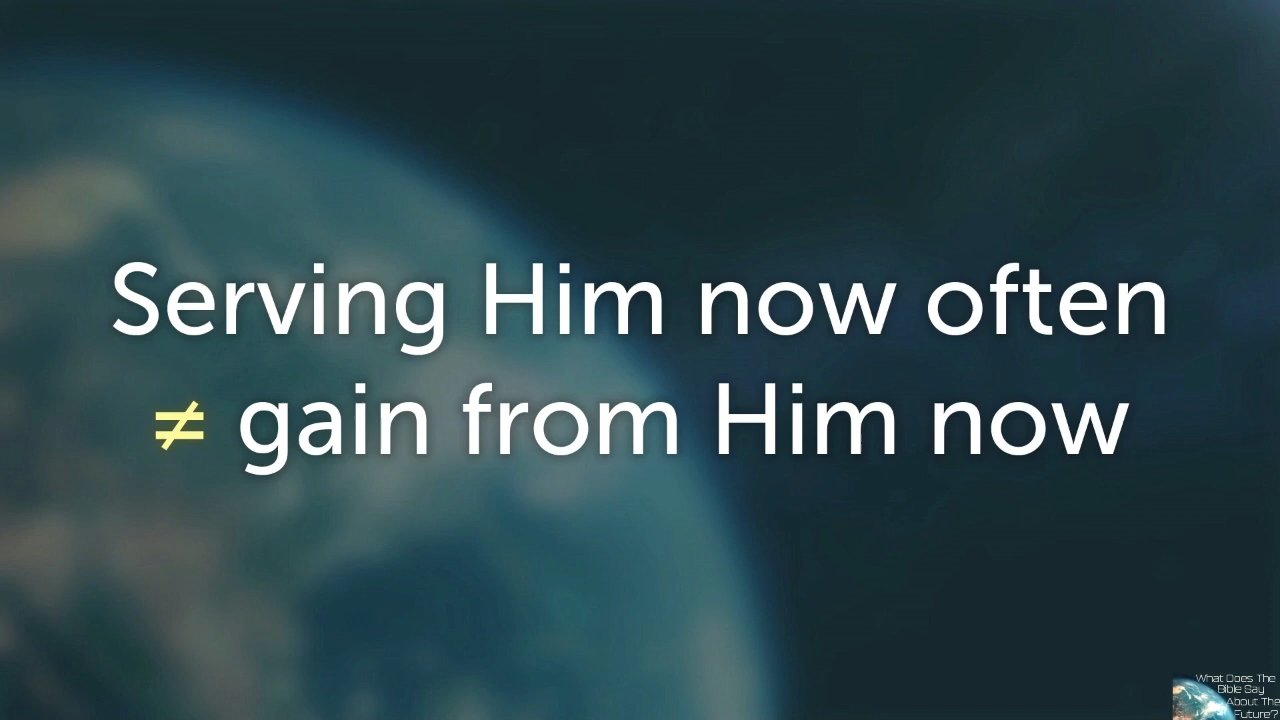 Serving Him now often
≠ gain from Him now
What Does The
Bible Say
About The
Future?